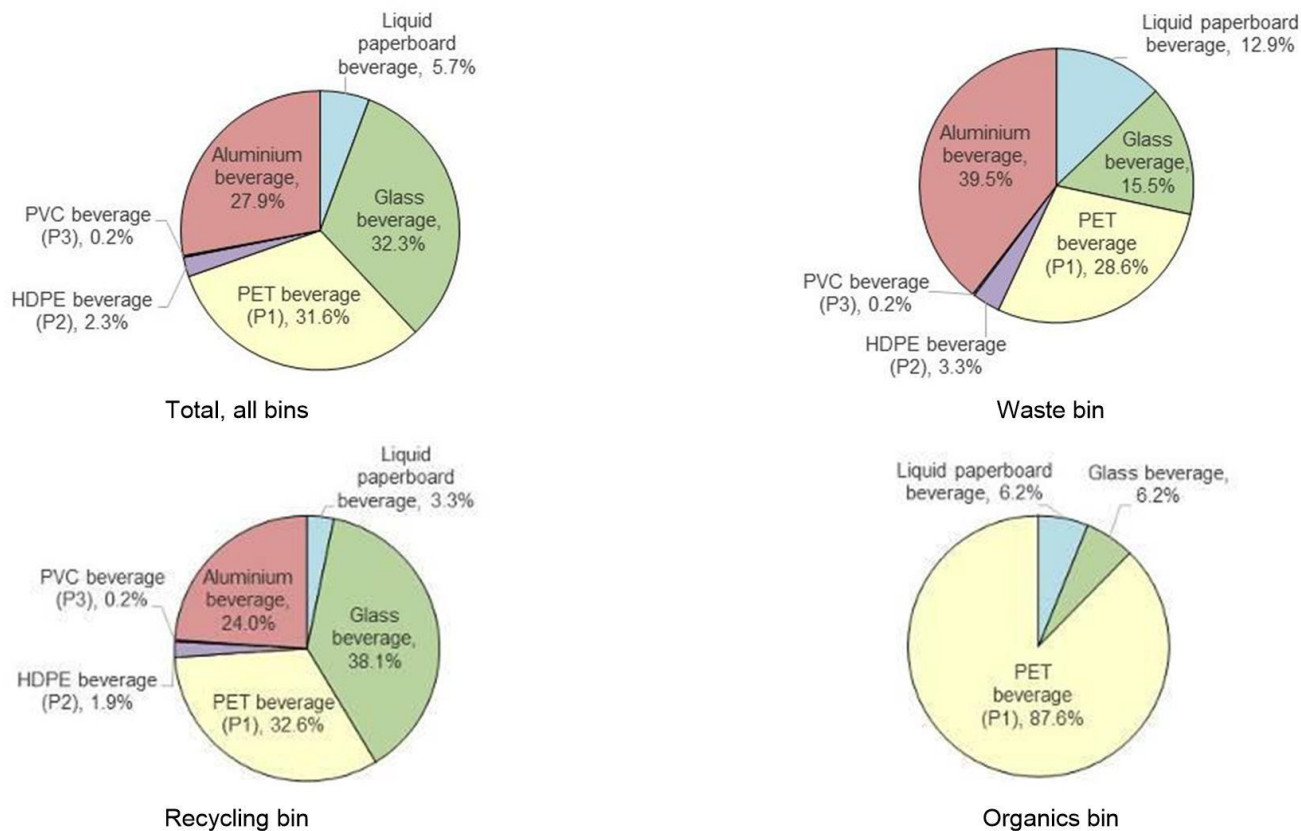 Liquid
paperboard
beverage, 5.7%
Aluminium
beverage,
27.9%
Glass
beverage,
32.3%
PVC beverage
(P3), 0.2%
HDPE beverage
(P2), 2.3%
PET beverage
(P1), 31.6%
Total, all bins
Liquid paperboard
beverage, 12.9%
Aluminium
beverage,
39.5%
Glass
beverage,
15.5%
PET
beverage
(P1), 28.6%
PVC beverage
(P3), 0.2%
HDPE beverage
(P2), 3.3%
Waste bin
Liquid
paperboard
beverage, 3.3%
PVC beverage
(P3), 0.2%
Aluminium
beverage,
24.0%
Glass
beverage,
38.1%
HDPE beverage
(P2), 1.9%
PET beverage
(P1), 32.6%
Recycling bin
Liquid paperboard
beverage, 6.2%
Glass beverage,
6.2%
PET
beverage
(P1), 87.6%
Organics bin